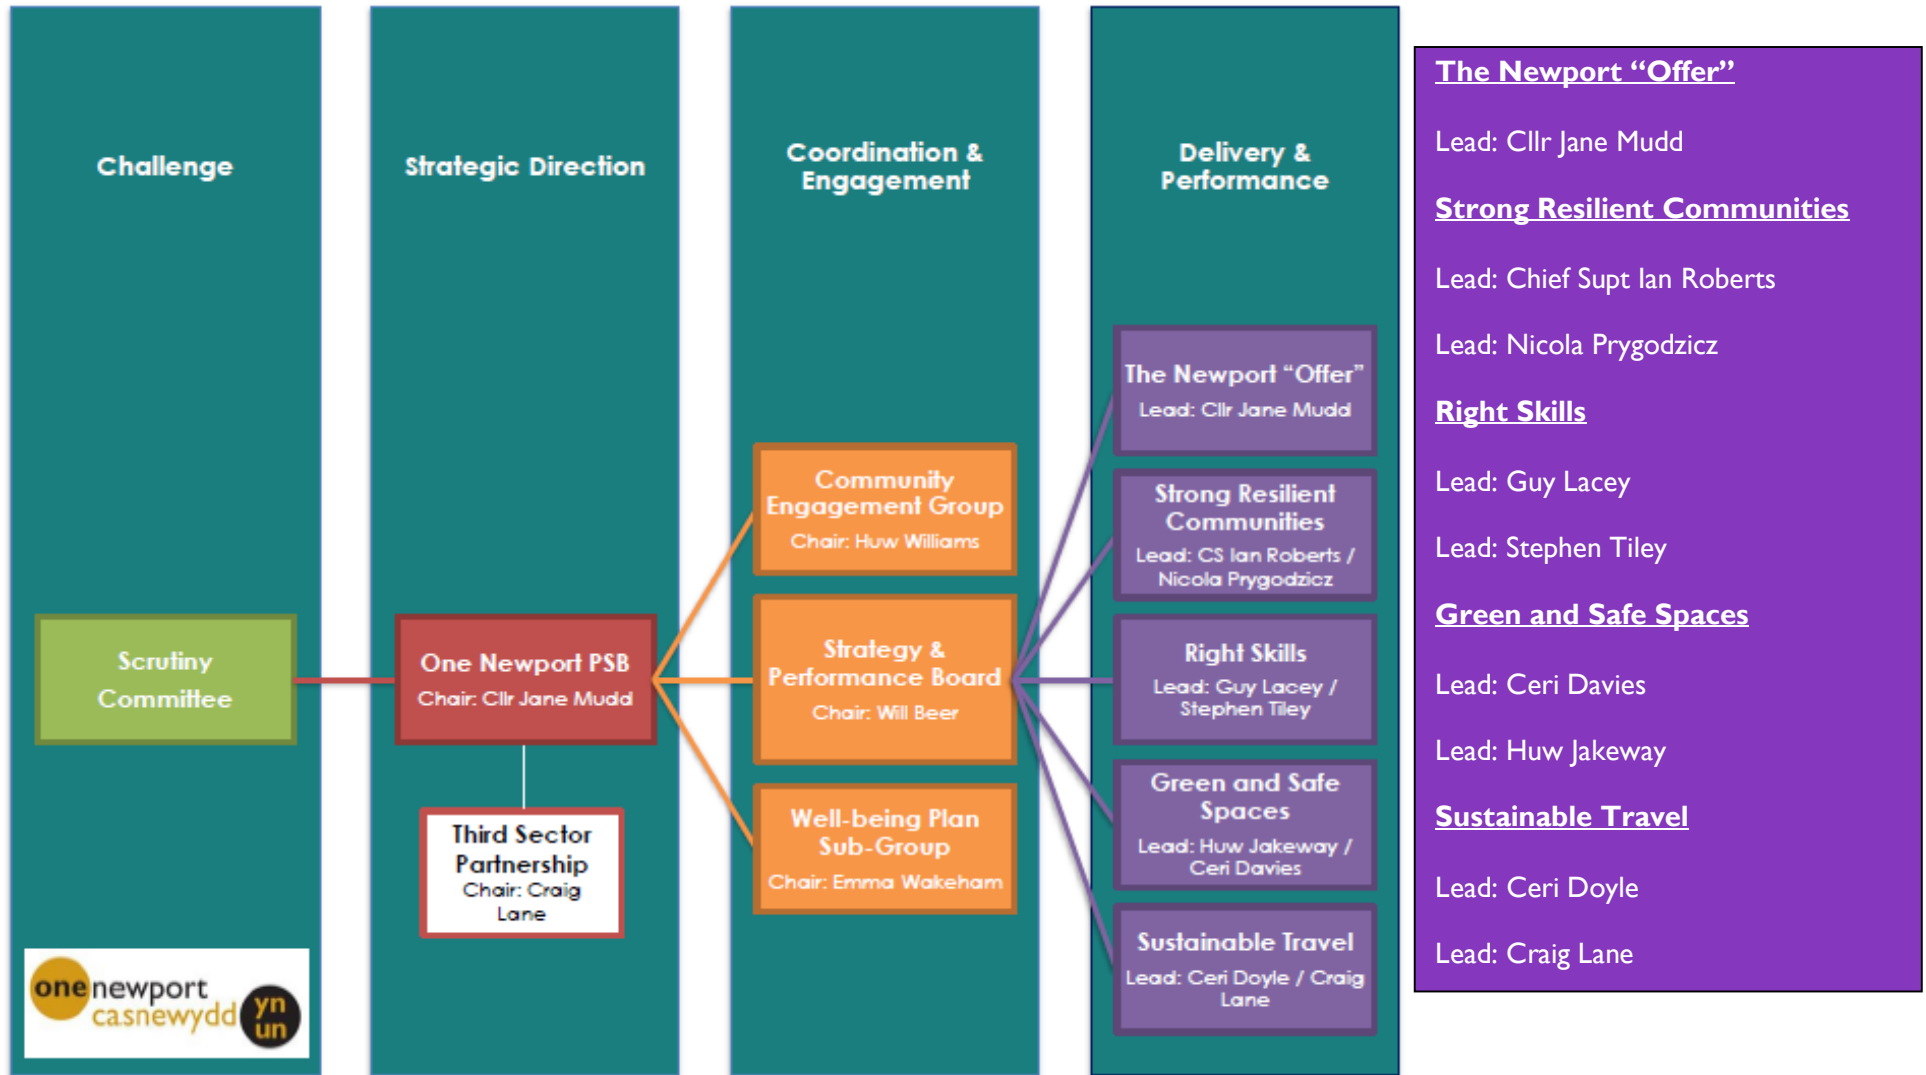 Challenge
Scrutiny
Committee
one newport
casnewydd
yn
un
Strategic Direction
One Newport PSB
Chair: Cllr Jane Mudd
Third Sector
Partnership
Chair: Craig
Lane
Coordination &
Engagement
Community
Engagement Group
Chair: Huw Williams
Strategy &
Performance Board
Chair: Will Beer
Well-being Plan
Sub-Group
Chair: Emma Wakeham
Delivery &
Performance
The Newport “Offer”
Lead: Cllr Jane Mudd
Strong Resilient
Communities
Lead: CS Ian Roberts /
Nicola Prygodzicz
Right Skills
Lead: Guy Lacey /
Stephen Tiley
Green and Safe
Spaces
Lead: Huw Jakeway /
Ceri Davies
Sustainable Travel
Lead: Ceri Doyle / Craig
Lane
The Newport “Offer”
Lead: Cllr Jane Mudd
Strong Resilient Communities
Lead: Chief Supt Ian Roberts
Lead: Nicola Prygodzicz
Right Skills
Lead: Guy Lacey
Lead: Stephen Tiley
Green and Safe Spaces
Lead: Ceri Davies
Lead: Huw Jakeway
Sustainable Travel
Lead: Ceri Doyle
Lead: Craig Lane